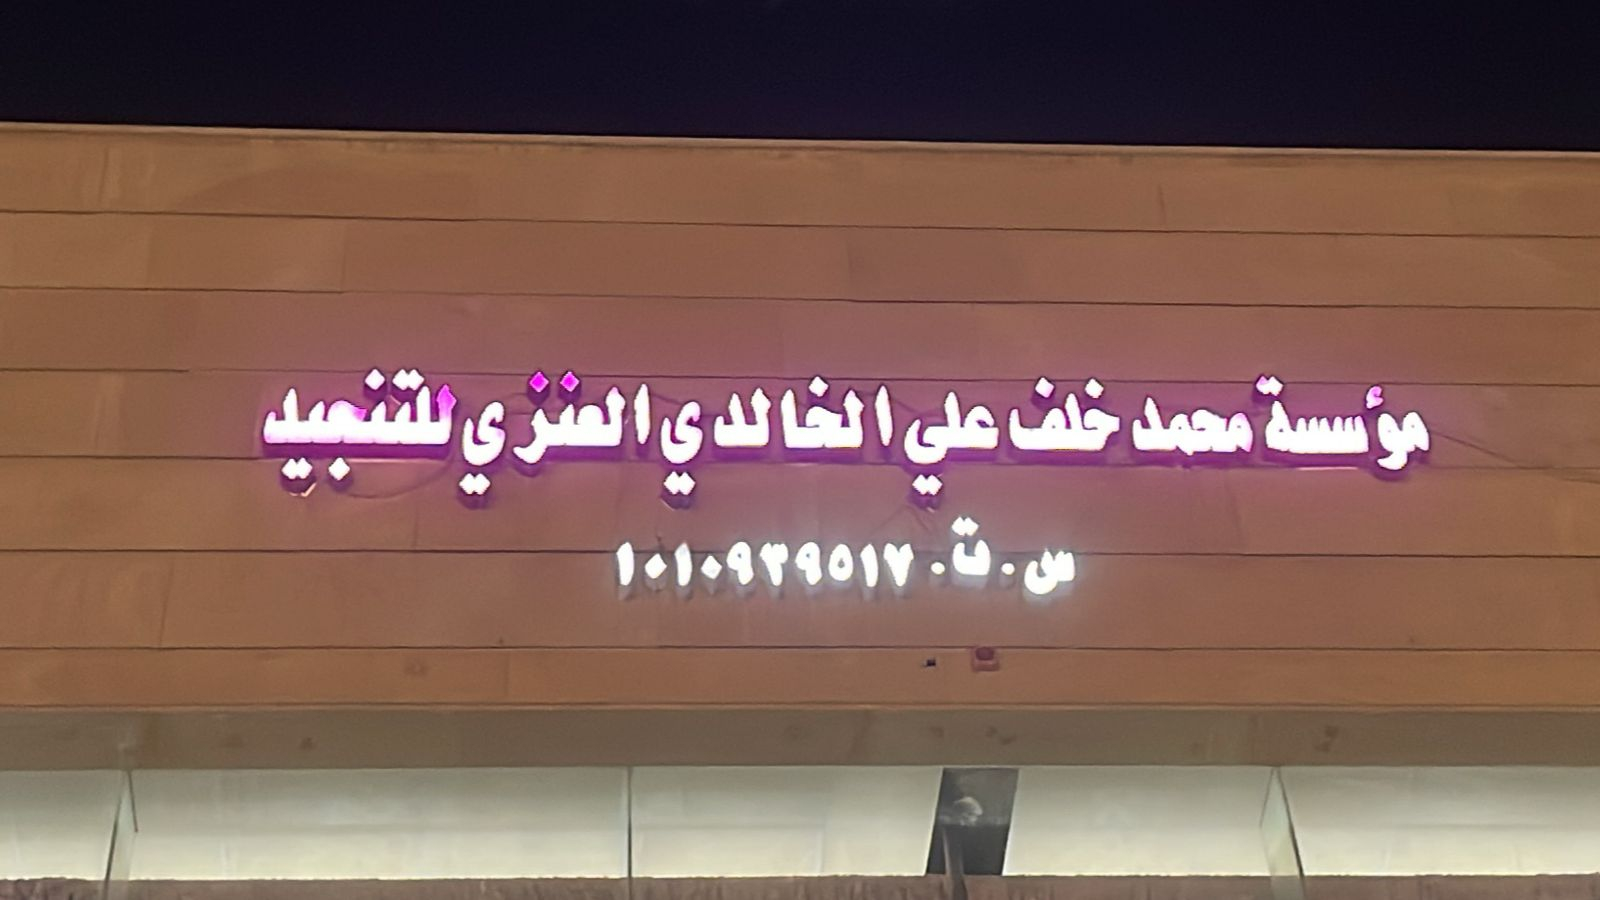 مؤسسة محمد خلف علي الخالدي العنزي للتنجيد
س . ت . ١٠١٠٩٣٩٥١٧